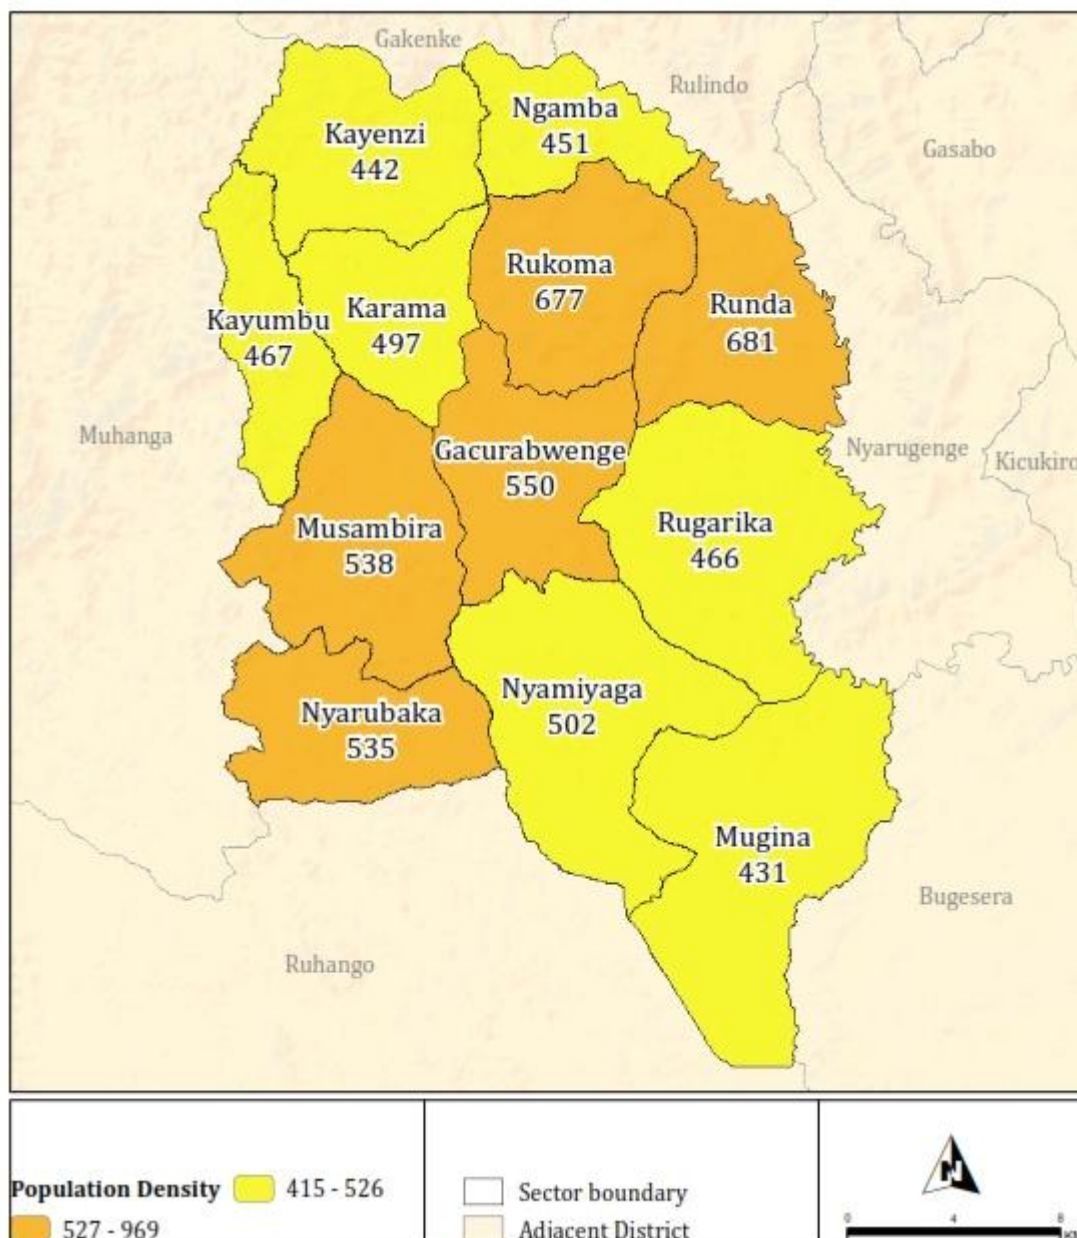 Gakenke
Rulindo
Ngamba
451
Kayenzi
442
Gasabo
Rukoma
677
Runda
681
Karama
497
Kayumbu
467
Muhanga
Nyarugenge
Kicukiro
Gacurabwenge
550
Musambira
538
Rugarika
466
Nyamiyaga
502
Nyarubaka
535
Mugina
431
Bugesera
Ruhango
N
Population Density 415 - 526
527 - 969
Sector boundary
Adjacent District
0 4 8